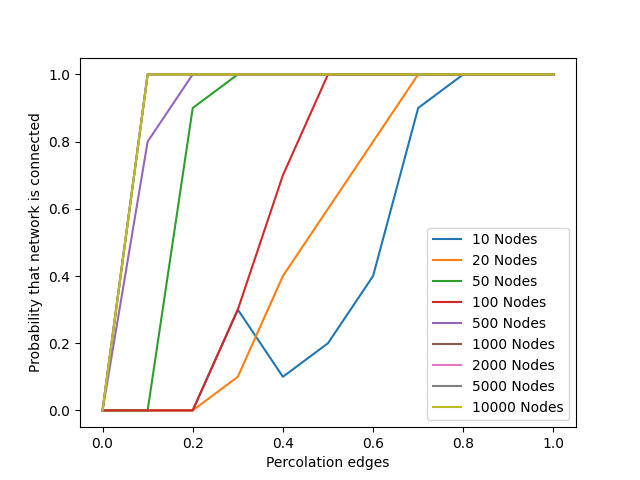 Probability that network is connected
1.0
0.8
0.6
0.4
0.2
0.0
0.0 0.2 0.4 0.6 0.8 1.0
Percolation edges
10 Nodes
20 Nodes
50 Nodes
100 Nodes
500 Nodes
1000 Nodes
2000 Nodes
5000 Nodes
10000 Nodes